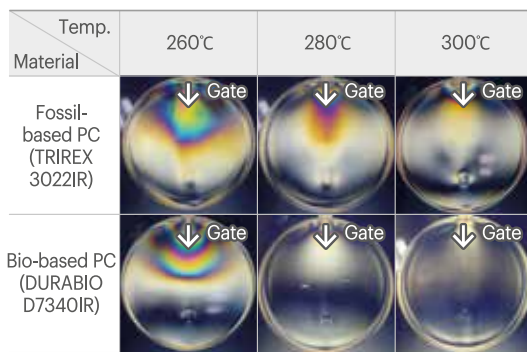 Temp.
Material
260℃
280℃
300℃
Fossil-
based PC
(TRIREX
3022IR)
Gate
Gate
Gate
Bio-based PC
(DURABIO
D7340IR)
Gate
Gate
Gate